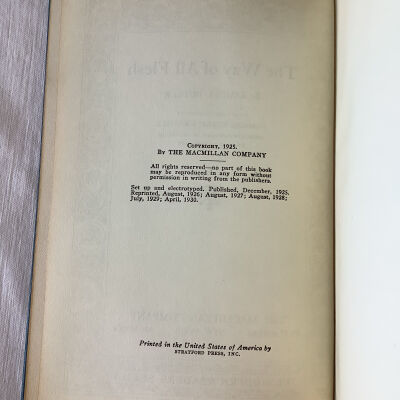 Copyright, 1925,
By THE MACMILLAN COMPANY
All rights reserved—no part of this book
may be reproduced in any form without
permission in writing from the publishers.
Set up and electrotyped. Published, December, 1925.
Reprinted, August, 1926; August, 1927; August, 1928;
July, 1929; April, 1930.
Printed in the United States of America by
STRATFORD PRESS, INC.